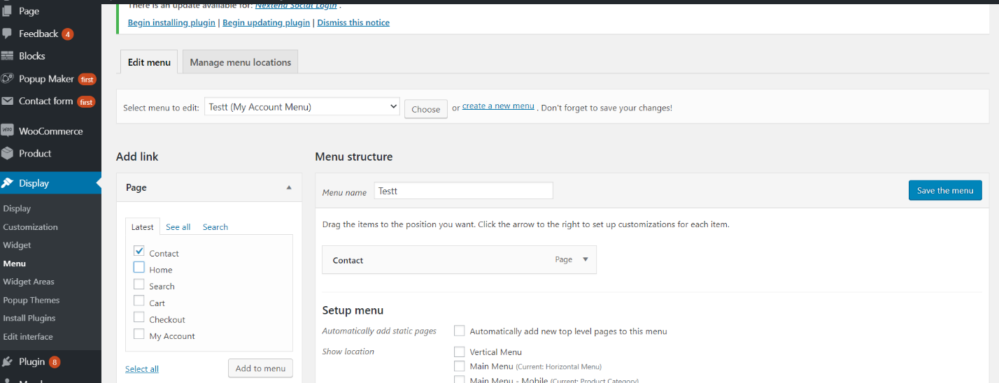 Page
Feedback 4
Blocks
Popup Maker first
Contact form first
WOO WooCommerce
Product
Display
Display
Customization
Widget
Menu
Widget Areas
Popup Themes
Install Plugins
Edit interface
Plugin 8
There is an update available for: Nextend Social Login .
Begin installing plugin | Begin updating plugin | Dismiss this notice
Edit menu
Manage menu locations
Select menu to edit: Testt (My Account Menu) Choose or create a new menu . Don't forget to save your changes!
Add link
Page
Latest See all Search
Contact
Home
Search
Cart
Checkout
My Account
Select all Add to menu
Menu structure
Menu name Testt Save the menu
Drag the items to the position you want. Click the arrow to the right to set up customizations for each item.
Contact Page
Setup menu
Automatically add static pages Automatically add new top level pages to this menu
Show location Vertical Menu
Main Menu (Current: Horizontal Menu)
Main Menu - Mobile (Current: Product Category)